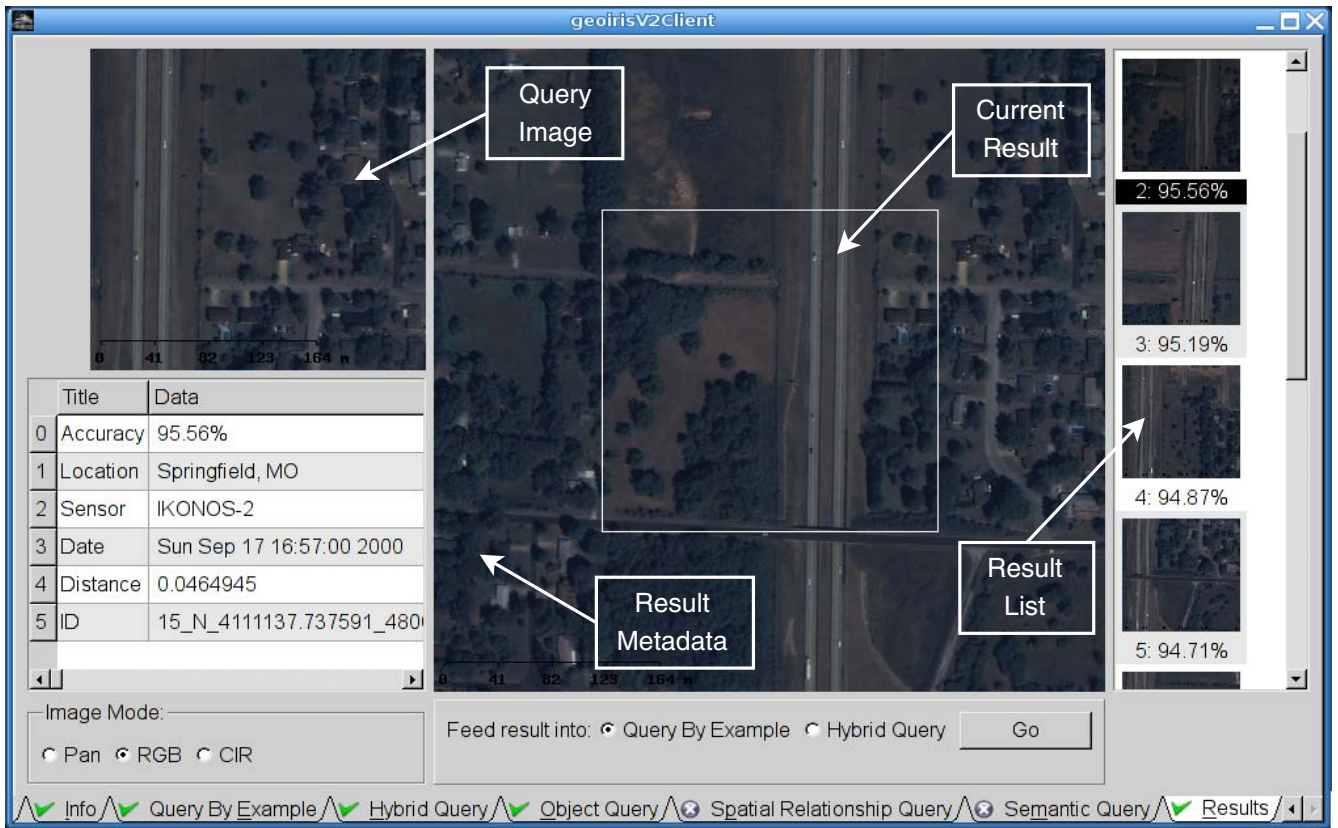 geoirisV2Client
Query
Image
Current
Result
0 41 82 123 164 m
2: 95.56%
3: 95.19%
4: 94.87%
5: 94.71%
Title Data
0 Accuracy 95.56%
1 Location Springfield, MO
2 Sensor IKONOS-2
3 Date Sun Sep 17 16:57:00 2000
4 Distance 0.0464945
5 ID 15_N_4111137.737591_480
Result
Metadata
Result
List
0 41 82 123 164 m
Image Mode:
Pan RGB CIR
Feed result into: Query By Example Hybrid Query Go
Info Query By Example Hybrid Query Object Query Spatial Relationship Query Semantic Query Results